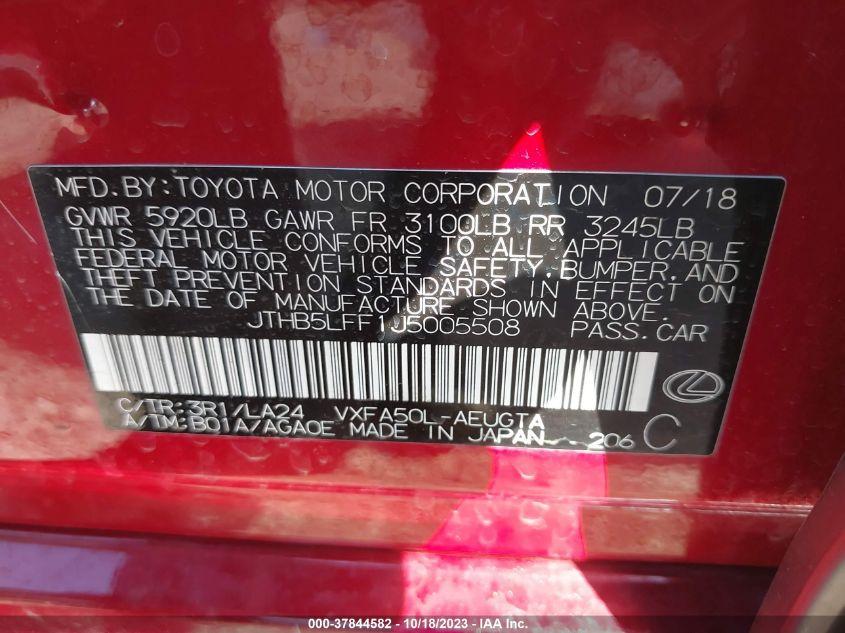 MFD.BY:TOYOTA MOTOR CORPORATION 07/18
GVWR 5920LB GAWR FR 3100LB RR 3245LB
THIS VEHICLE CONFORMS TO ALL APPLICABLE
FEDERAL MOTOR VEHICLE SAFETY,BUMPER,AND
THEFT PREVENTION STANDARDS IN EFFECT ON
THE DATE OF MANUFACTURE SHOWN ABOVE.
JTHB5LFF1J5005508 PASS.CAR
C/TR:3R1/LA24 VXFA50L-AEUGTA
A/TM:B01A/AGA0E MADE IN JAPAN 206 C
000-37844582 - 10/18/2023 - IAA Inc.